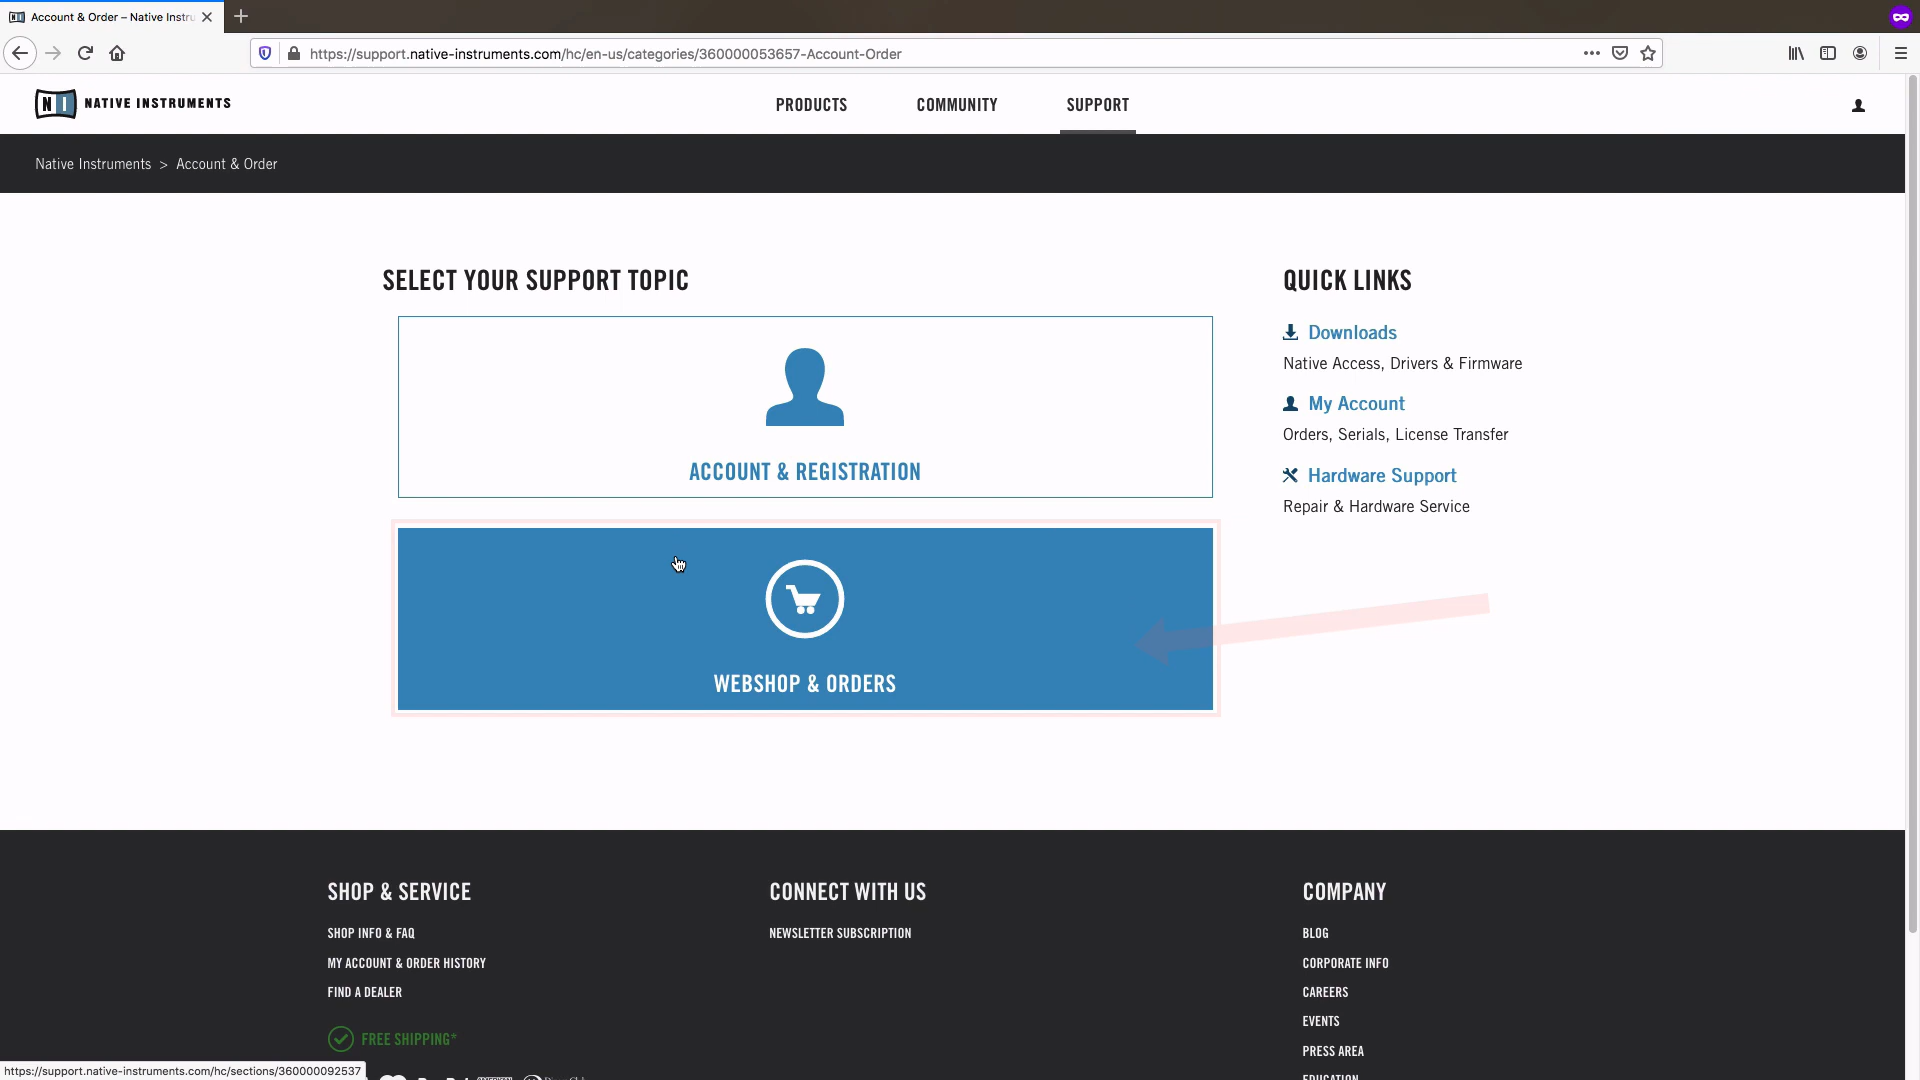 Account & Order – Native Instru
https://support.native-instruments.com/hc/en-us/categories/360000053657-Account-Order
N I NATIVE INSTRUMENTS
PRODUCTS
COMMUNITY
SUPPORT
Native Instruments > Account & Order
SELECT YOUR SUPPORT TOPIC
ACCOUNT & REGISTRATION
WEBSHOP & ORDERS
QUICK LINKS
Downloads
Native Access, Drivers & Firmware
My Account
Orders, Serials, License Transfer
Hardware Support
Repair & Hardware Service
SHOP & SERVICE
SHOP INFO & FAQ
MY ACCOUNT & ORDER HISTORY
FIND A DEALER
FREE SHIPPING*
CONNECT WITH US
NEWSLETTER SUBSCRIPTION
COMPANY
BLOG
CORPORATE INFO
CAREERS
EVENTS
PRESS AREA
EDUCATION
https://support.native-instruments.com/hc/sections/360000092537